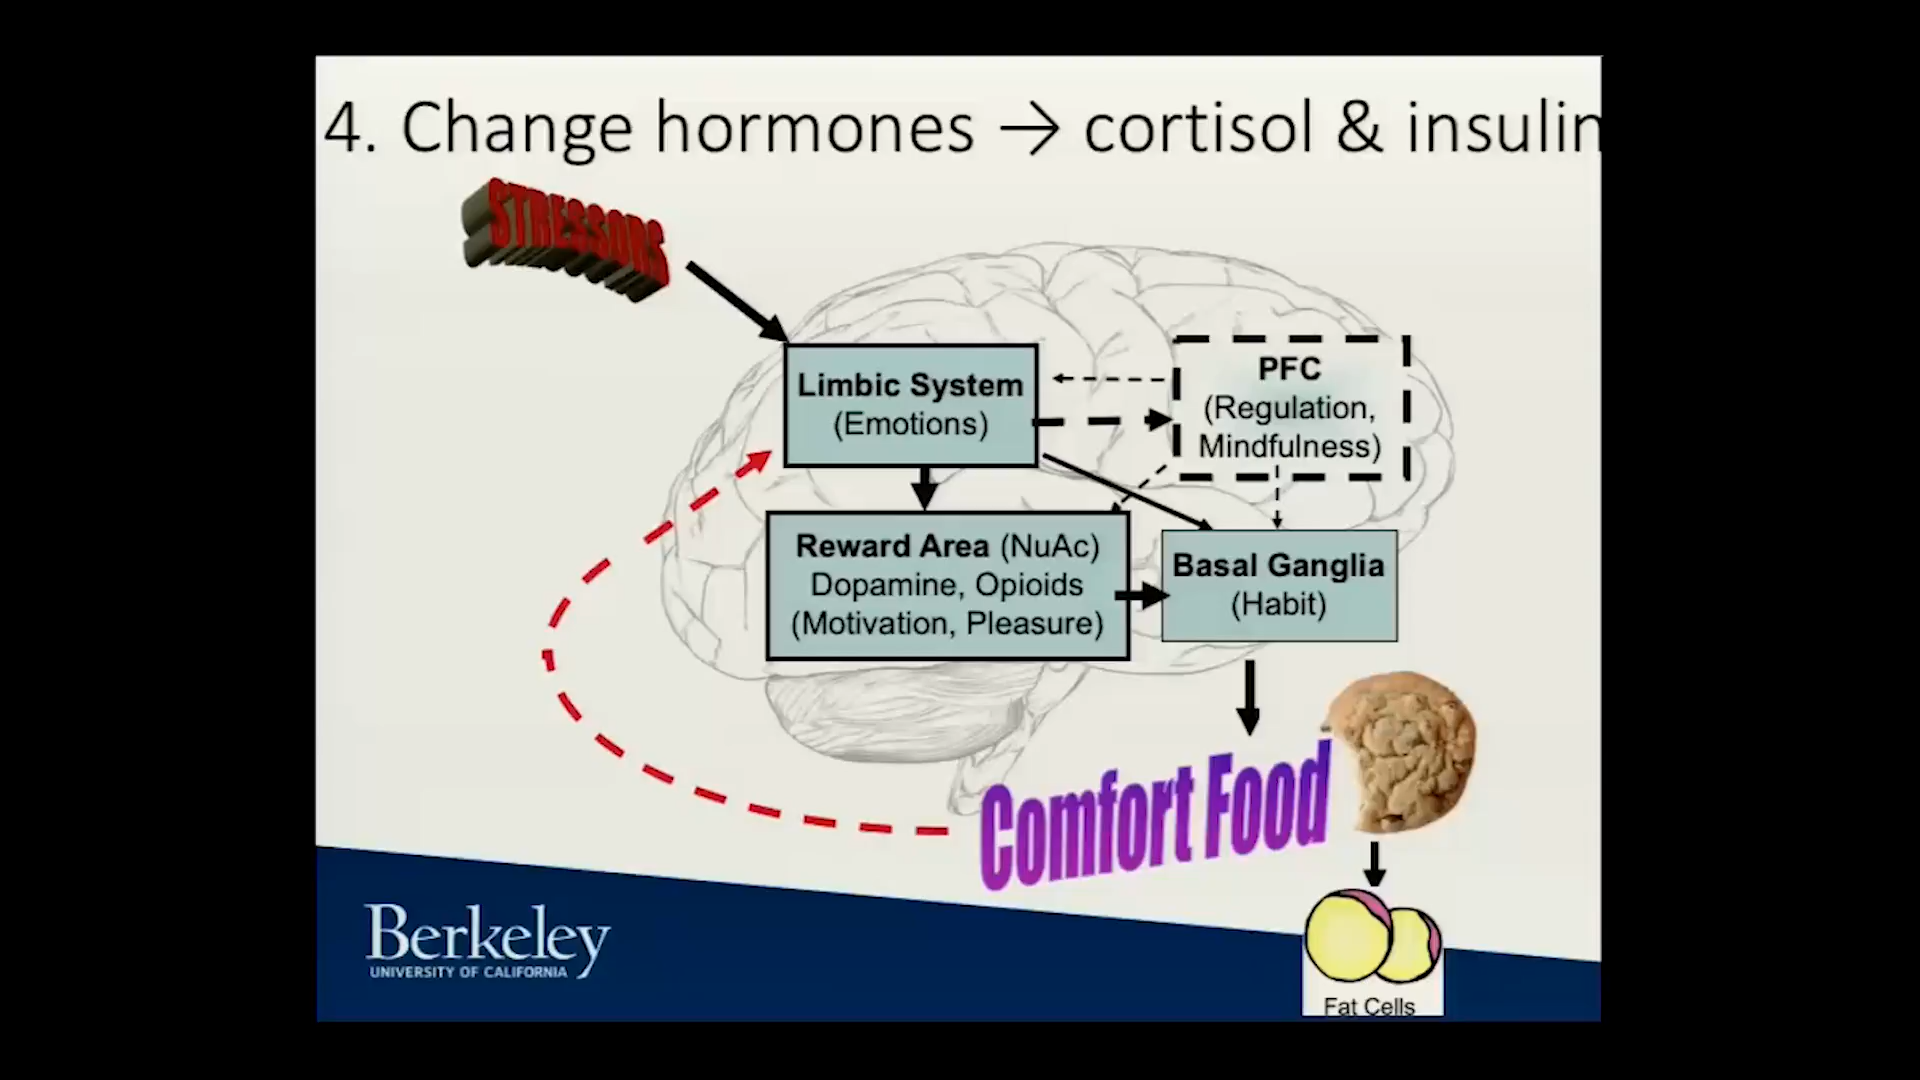 4. Change hormones → cortisol & insulin
STRESSORS
Limbic System
(Emotions)
PFC
(Regulation,
Mindfulness)
Reward Area (NuAc)
Dopamine, Opioids
(Motivation, Pleasure)
Basal Ganglia
(Habit)
Comfort Food
Berkeley
UNIVERSITY OF CALIFORNIA
Fat Cells